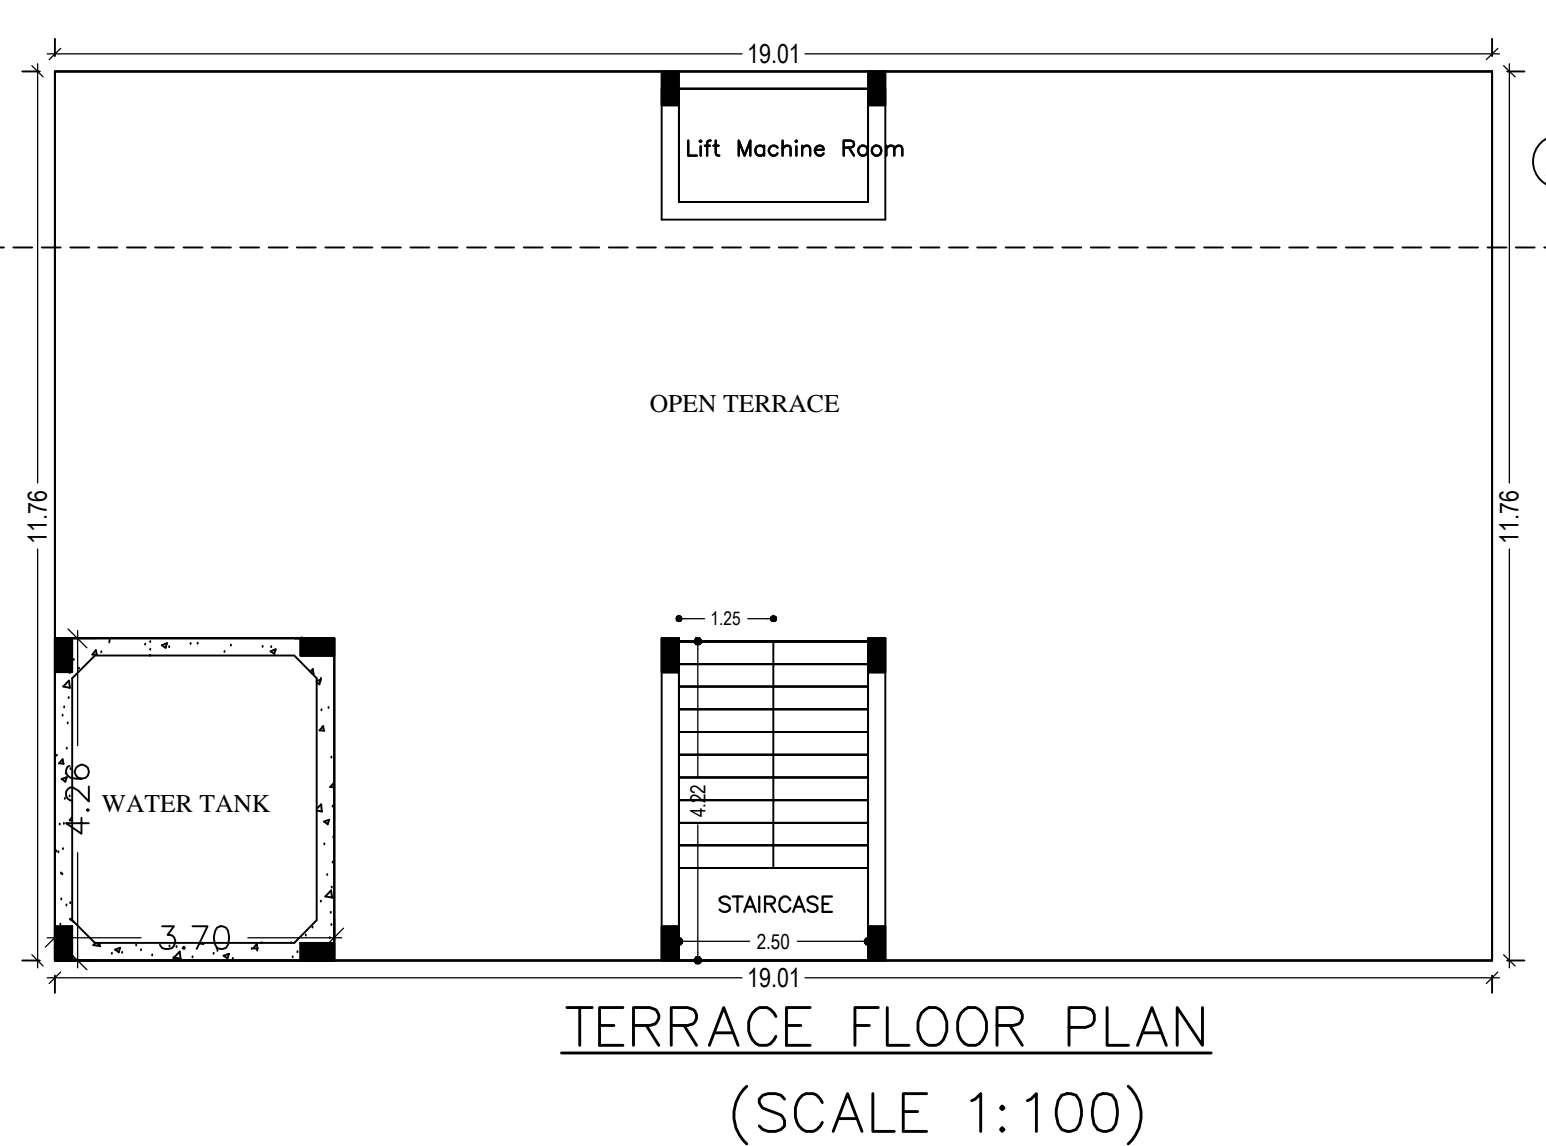 19.01
Lift Machine Room
OPEN TERRACE
11.76
11.76
1.25
4.26
WATER TANK
4.22
STAIRCASE
3.70
2.50
19.01
TERRACE FLOOR PLAN
(SCALE 1:100)